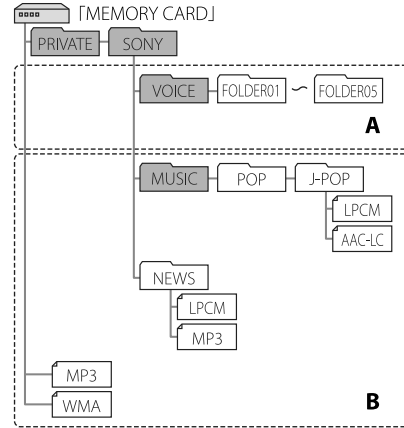 「MEMORY CARD」
PRIVATE SONY
VOICE FOLDER01 ~ FOLDER05
A
MUSIC POP J-POP
LPCM
AAC-LC
NEWS
LPCM
MP3
MP3
WMA
B